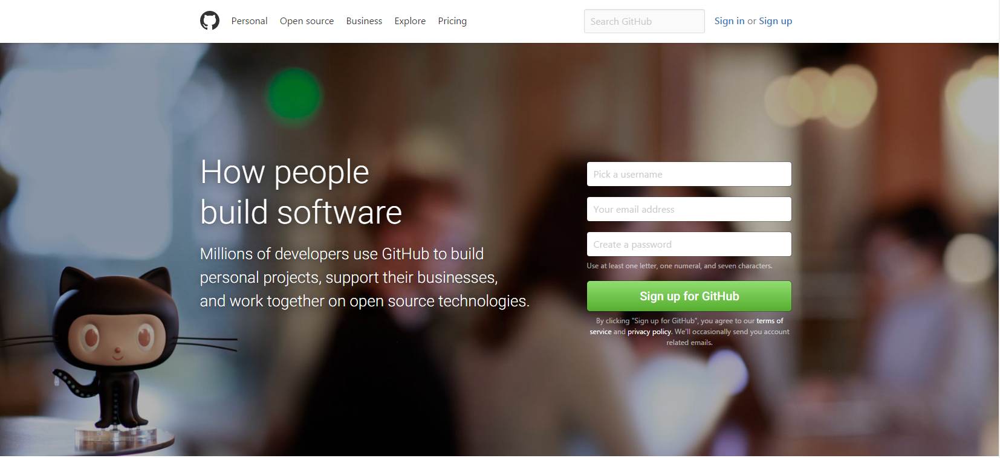 Personal Open source Business Explore Pricing Search GitHub Sign in or Sign up
How people
build software
Millions of developers use GitHub to build
personal projects, support their businesses,
and work together on open source technologies.
Pick a username
Your email address
Create a password
Use at least one letter, one numeral, and seven characters.
Sign up for GitHub
By clicking "Sign up for GitHub", you agree to our terms of
service and privacy policy. We'll occasionally send you account
related emails.